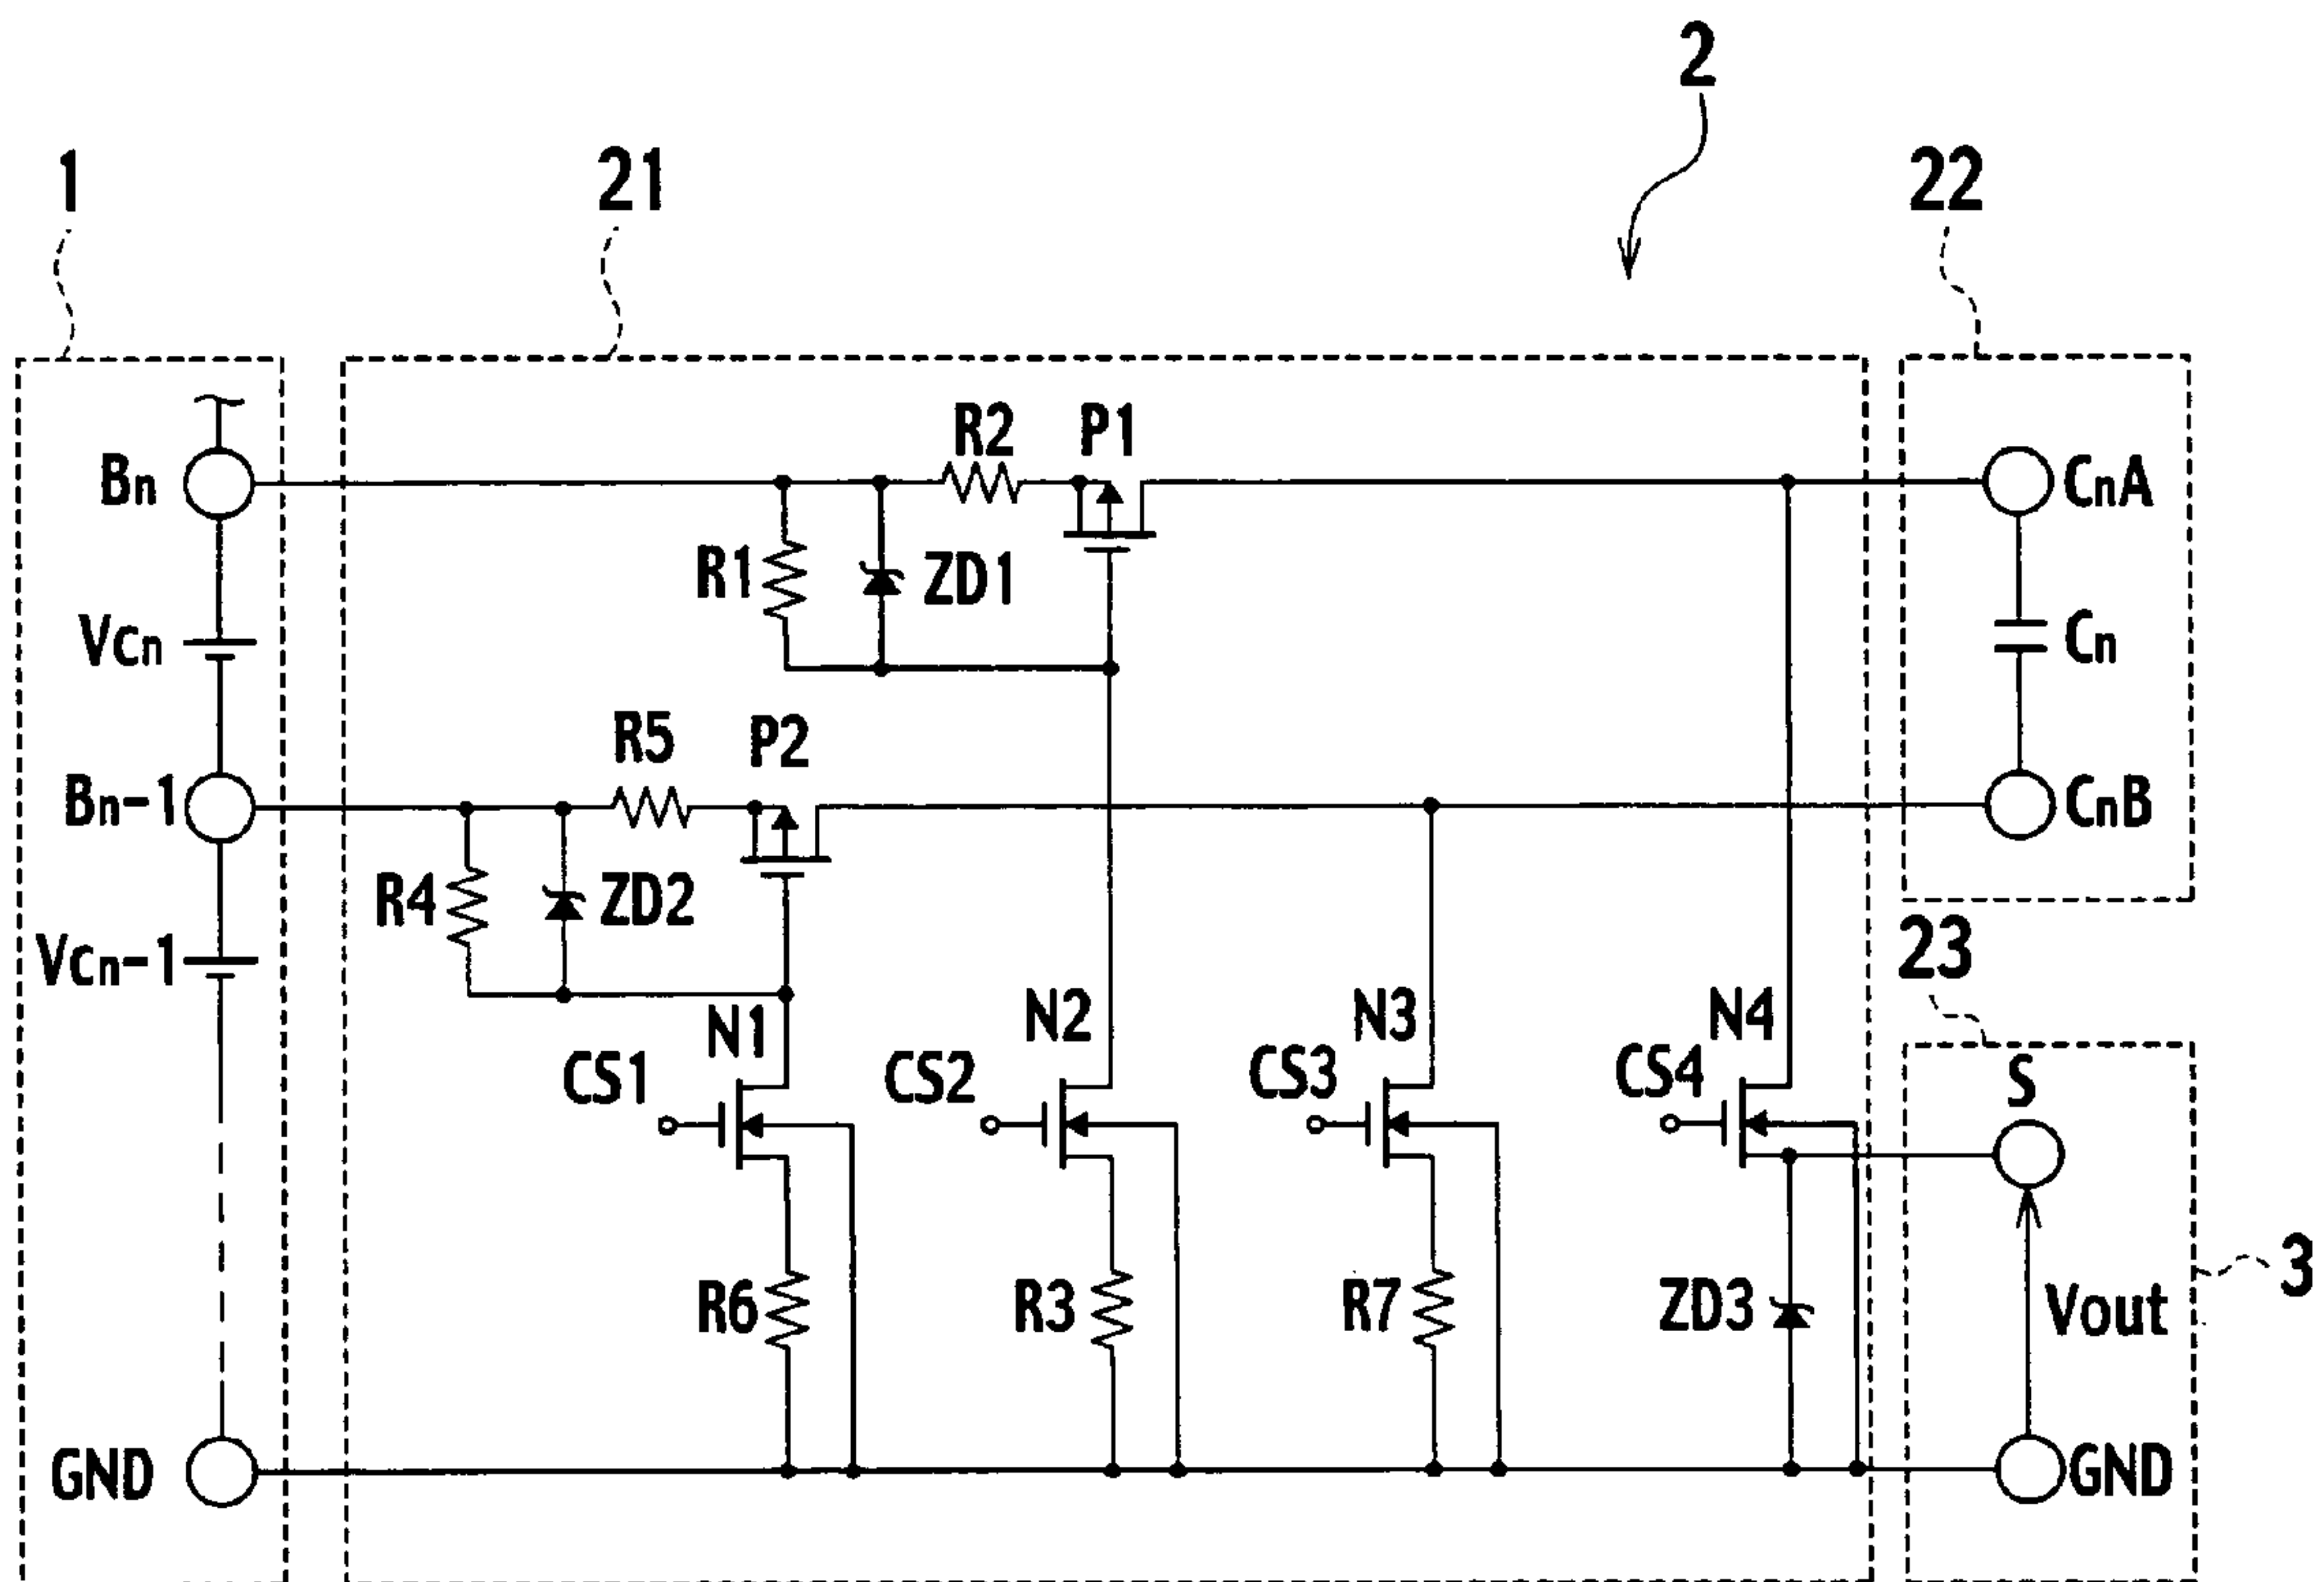 2
1
21
22
R2
P1
Bn
CnA
R1
ZD1
Vcn
Cn
R5
P2
Bn-1
CnB
R4
ZD2
Vcn-1
23
N1
N2
N3
N4
CS1
CS2
CS3
CS4
S
R6
R3
R7
ZD3
Vout
3
GND
GND